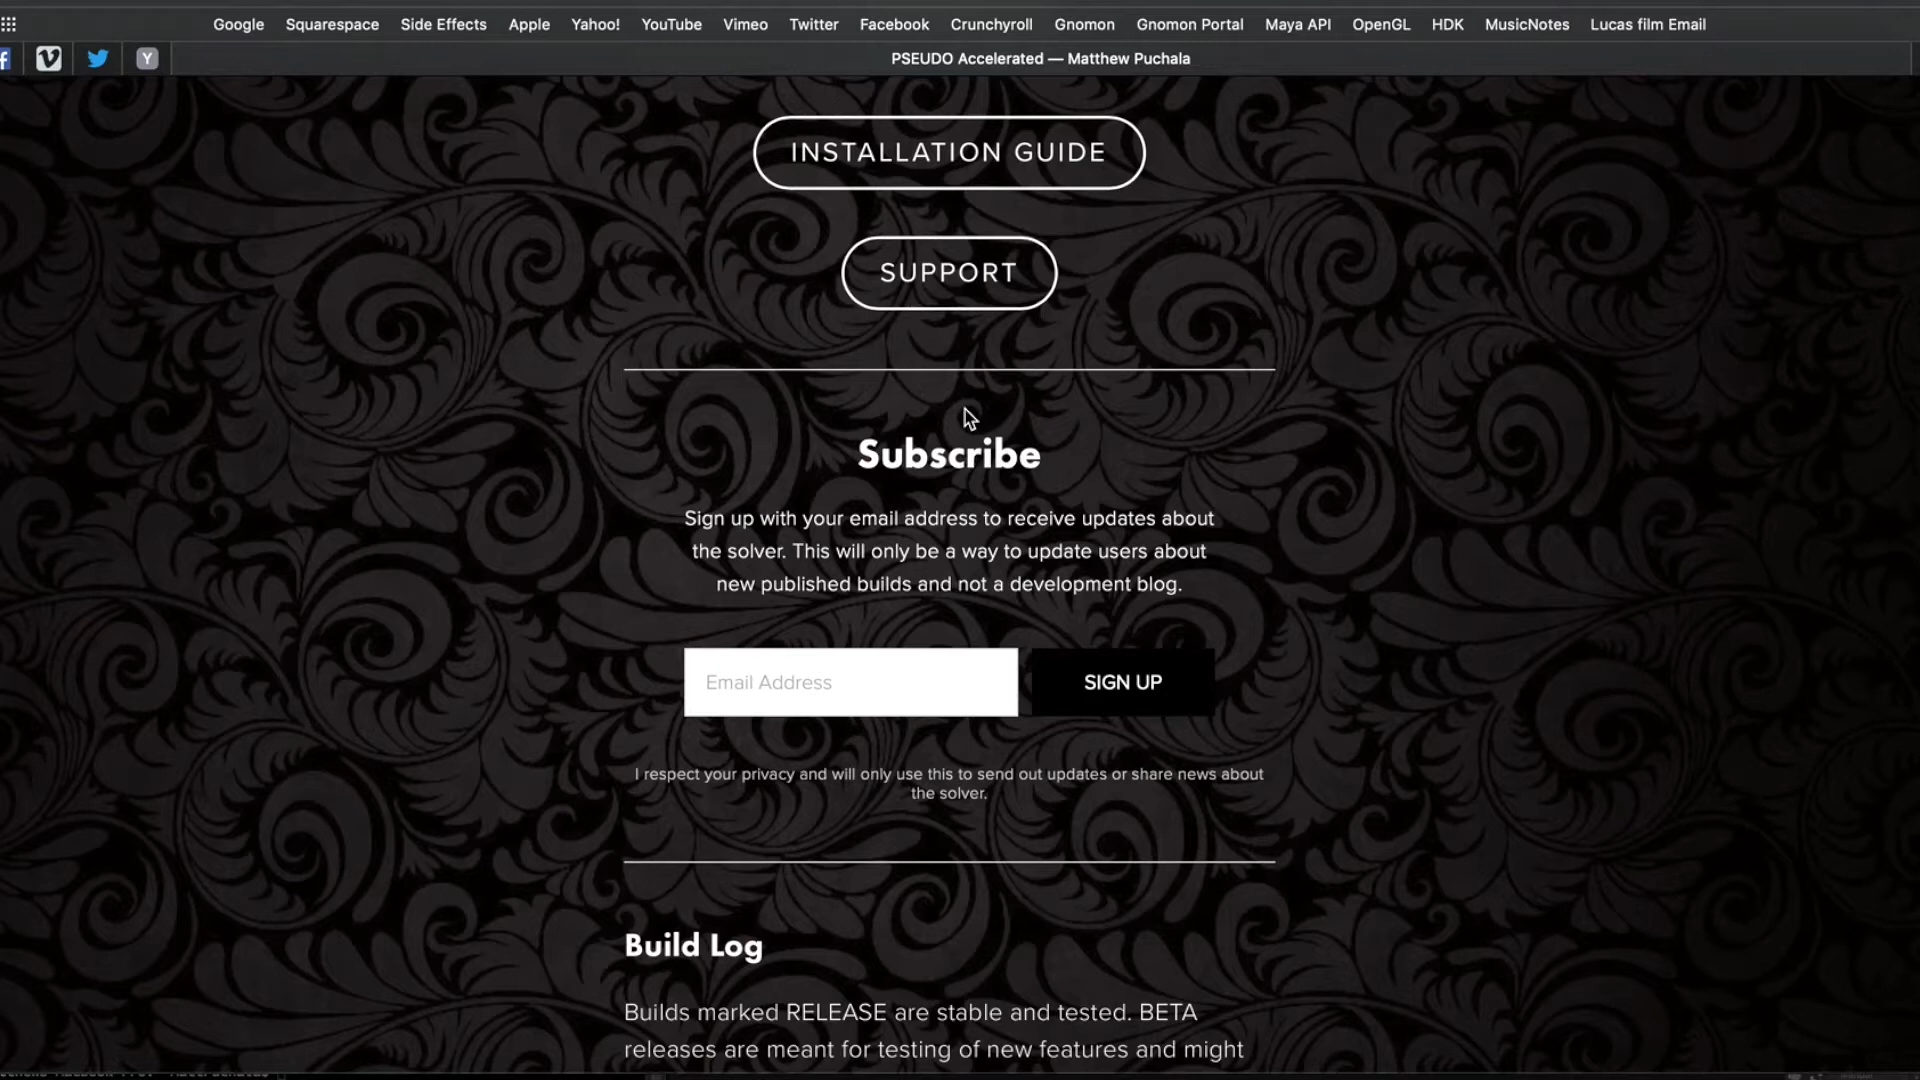 Google Squarespace Side Effects Apple Yahoo! YouTube Vimeo Twitter Facebook Crunchyroll Gnomon Gnomon Portal Maya API OpenGL HDK MusicNotes Lucas film Email
Y PSEUDO Accelerated — Matthew Puchala
INSTALLATION GUIDE
SUPPORT
Subscribe
Sign up with your email address to receive updates about
the solver. This will only be a way to update users about
new published builds and not a development blog.
Email Address SIGN UP
I respect your privacy and will only use this to send out updates or share news about
the solver.
Build Log
Builds marked RELEASE are stable and tested. BETA
releases are meant for testing of new features and might